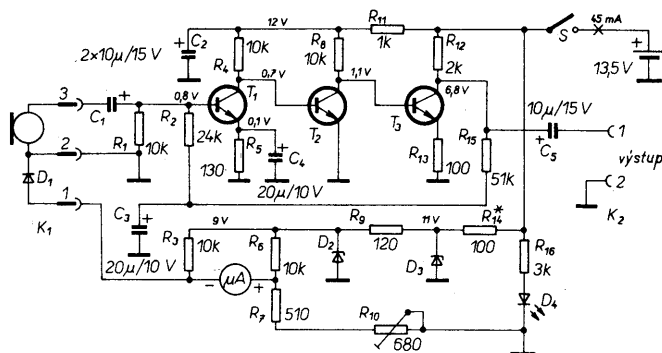 12 V
R11
1k
S
45 mA
13,5 V
2×10µ/15 V
C2
R4
10k
R8
10k
R12
2k
T1
0,7 V
T2
1,1 V
T3
6,8 V
3
C1
0,8 V
R1
10k
R2
24k
0,1 V
R5
130
C4
20µ/10 V
R13
100
R15
51k
10µ/15 V
C5
1
výstup
2
K2
2
D1
1
K1
C3
20µ/10 V
9 V
R3
10k
R6
10k
D2
R9
120
11 V
D3
R14*
100
R16
3k
D4
- µA +
R7
510
R10
680